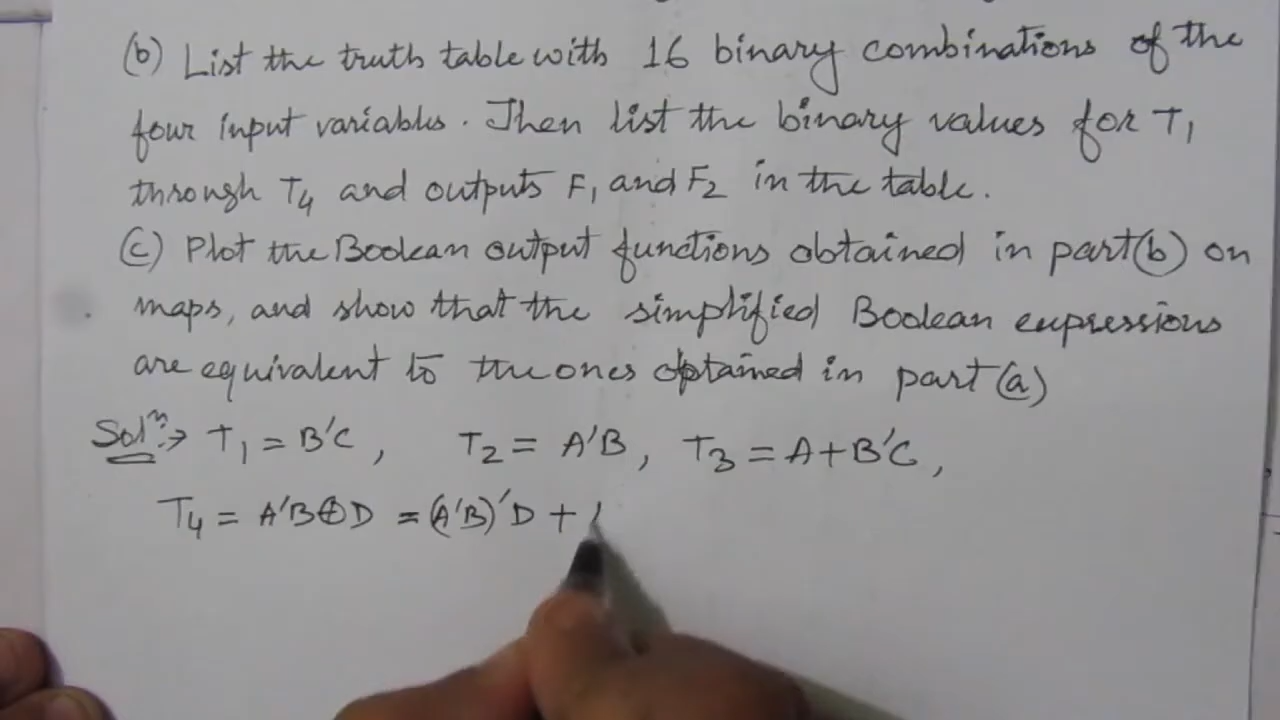 (b) List the truth table with 16 binary combinations of the
four input variables. Then list the binary values for T1
through T4 and outputs F1 and F2 in the table.
(c) Plot the Boolean output functions obtained in part(b) on
maps, and show that the simplified Boolean expressions
are equivalent to the ones obtained in part (a)
Solⁿ:→ T1 = B'C, T2 = A'B, T3 = A+B'C,
T4 = A'B⊕D = (A'B)'D +